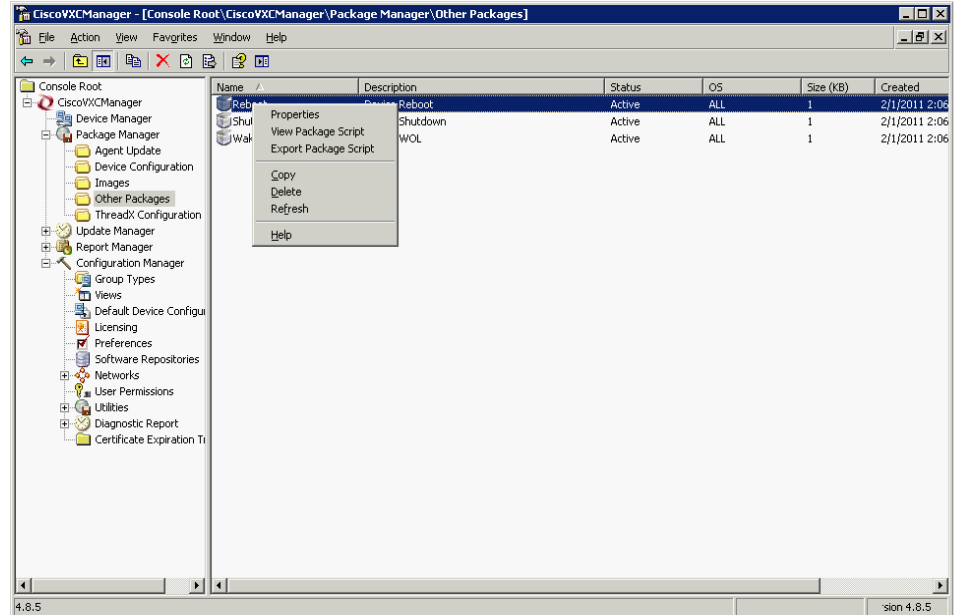 CiscoVXCManager - [Console Root\CiscoVXCManager\Package Manager\Other Packages]
File Action View Favorites Window Help
Console Root
CiscoVXCManager
Device Manager
Package Manager
Agent Update
Device Configuration
Images
Other Packages
ThreadX Configuration
Update Manager
Report Manager
Configuration Manager
Group Types
Views
Default Device Configu
Licensing
Preferences
Software Repositories
Networks
User Permissions
Utilities
Diagnostic Report
Certificate Expiration Tr
Name Description Status OS Size (KB) Created
Reboot Device Reboot Active ALL 1 2/1/2011 2:06
Shut Shutdown Active ALL 1 2/1/2011 2:06
Wak WOL Active ALL 1 2/1/2011 2:06
Properties
View Package Script
Export Package Script
Copy
Delete
Refresh
Help
4.8.5 sion 4.8.5